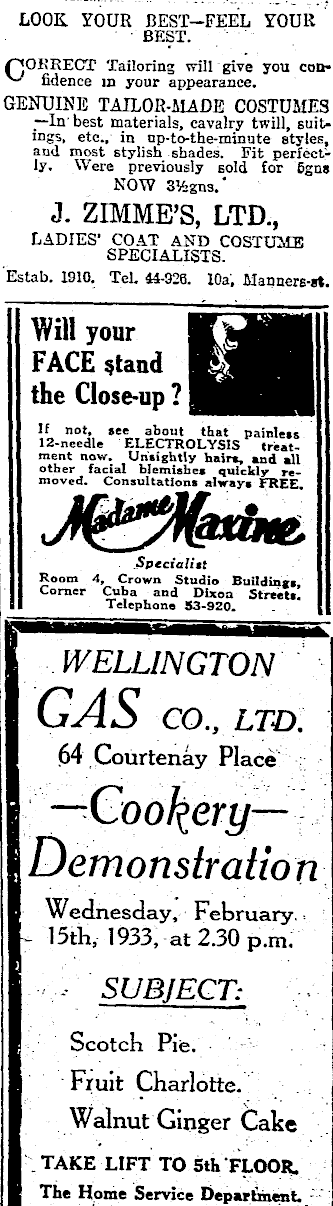 LOOK YOUR BEST—FEEL YOUR
BEST.
CORRECT Tailoring will give you con-
fidence in your appearance.
GENUINE TAILOR-MADE COSTUMES
—In best materials, cavalry twill, suit-
ings, etc., in up-to-the-minute styles,
and most stylish shades. Fit perfect-
ly. Were previously sold for 5gns
NOW 3½gns.
J. ZIMME'S, LTD.,
LADIES' COAT AND COSTUME
SPECIALISTS.
Estab. 1910. Tel. 44-926. 10a, Manners-st.
Will your
FACE stand
the Close-up?
If not, see about that painless
12-needle ELECTROLYSIS treat-
ment now. Unsightly hairs, and all
other facial blemishes quickly re-
moved. Consultations always FREE.
Madame Maxine
Specialist
Room 4, Crown Studio Buildings,
Corner Cuba and Dixon Streets.
Telephone 53-920.
WELLINGTON
GAS CO., LTD.
64 Courtenay Place
—Cookery—
Demonstration
Wednesday, February
15th, 1933, at 2.30 p.m.
SUBJECT:
Scotch Pie.
Fruit Charlotte.
Walnut Ginger Cake
TAKE LIFT TO 5th FLOOR.
The Home Service Department.